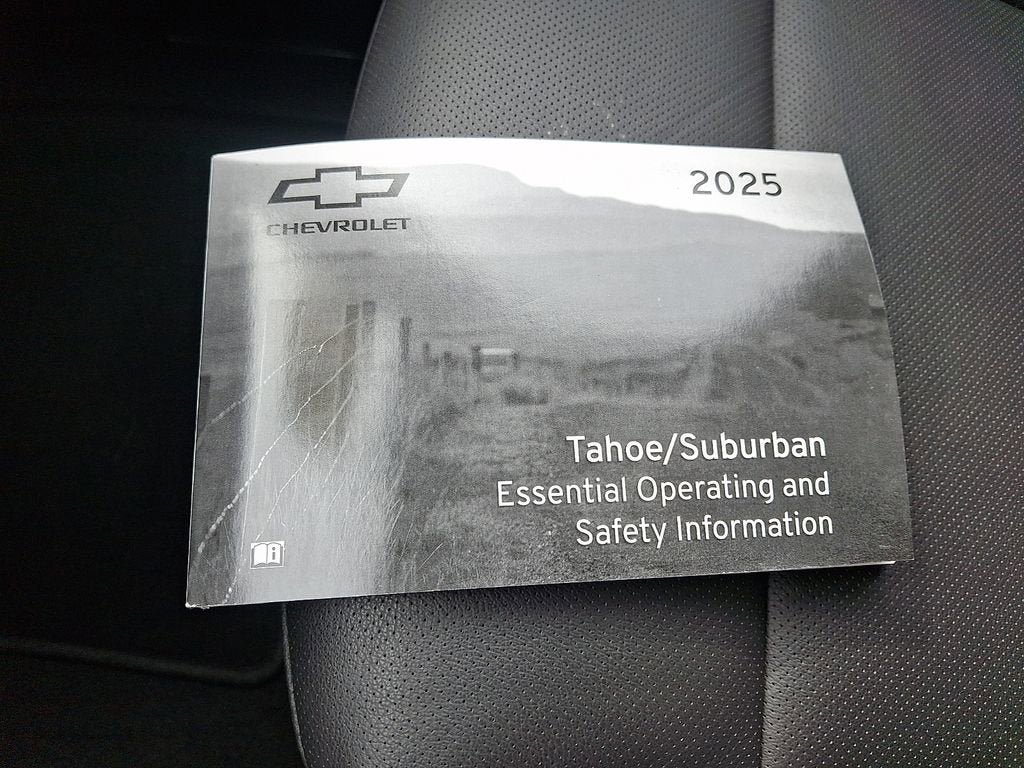 CHEVROLET
2025
Tahoe/Suburban
Essential Operating and
Safety Information